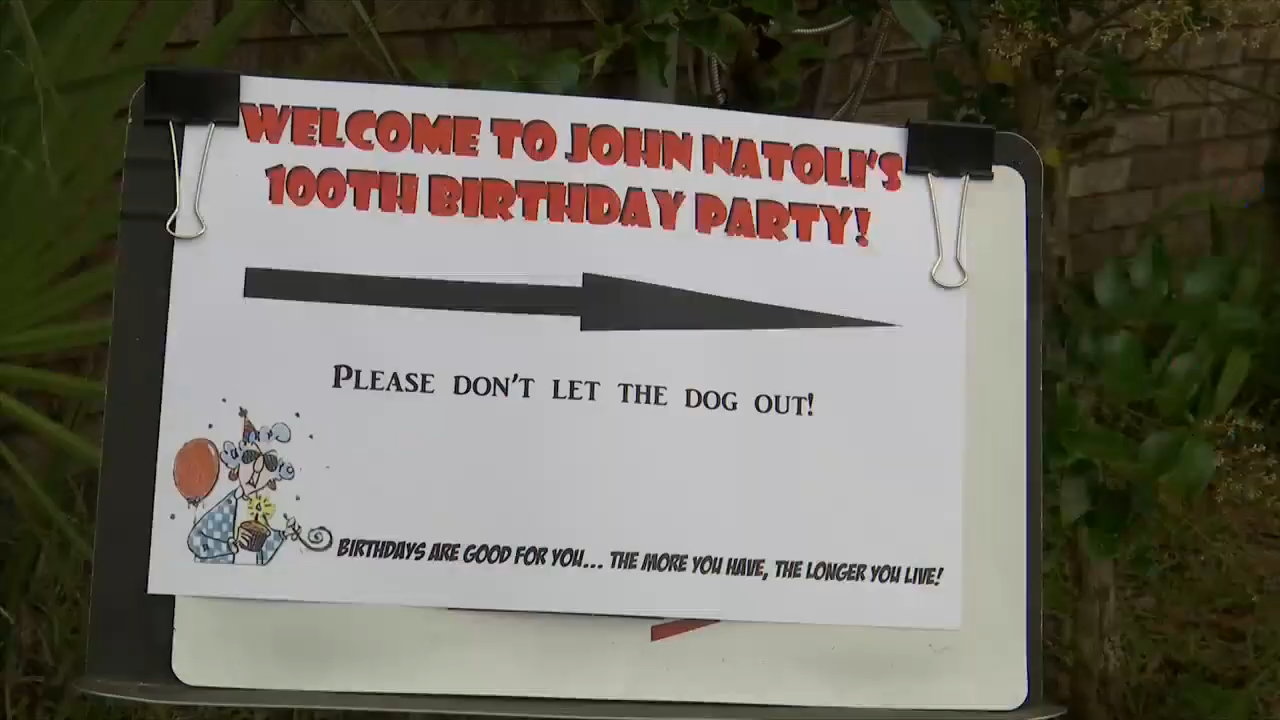 WELCOME TO JOHN NATOLI'S
100TH BIRTHDAY PARTY!
PLEASE DON'T LET THE DOG OUT!
BIRTHDAYS ARE GOOD FOR YOU... THE MORE YOU HAVE, THE LONGER YOU LIVE!